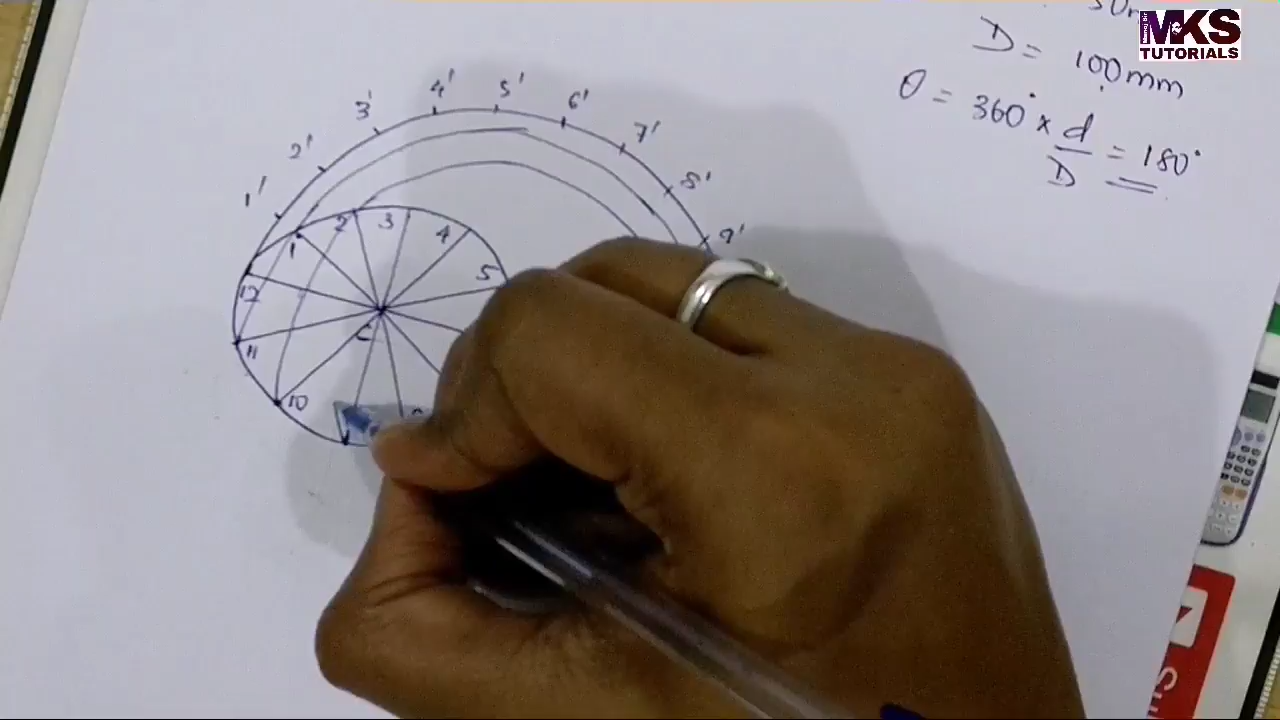 MKS
TUTORIALS
D = 100mm
θ = 360° × d/D = 180°
1' 2' 3' 4' 5' 6' 7' 8' 9'
1 2 3 4 5
12
C
11
10